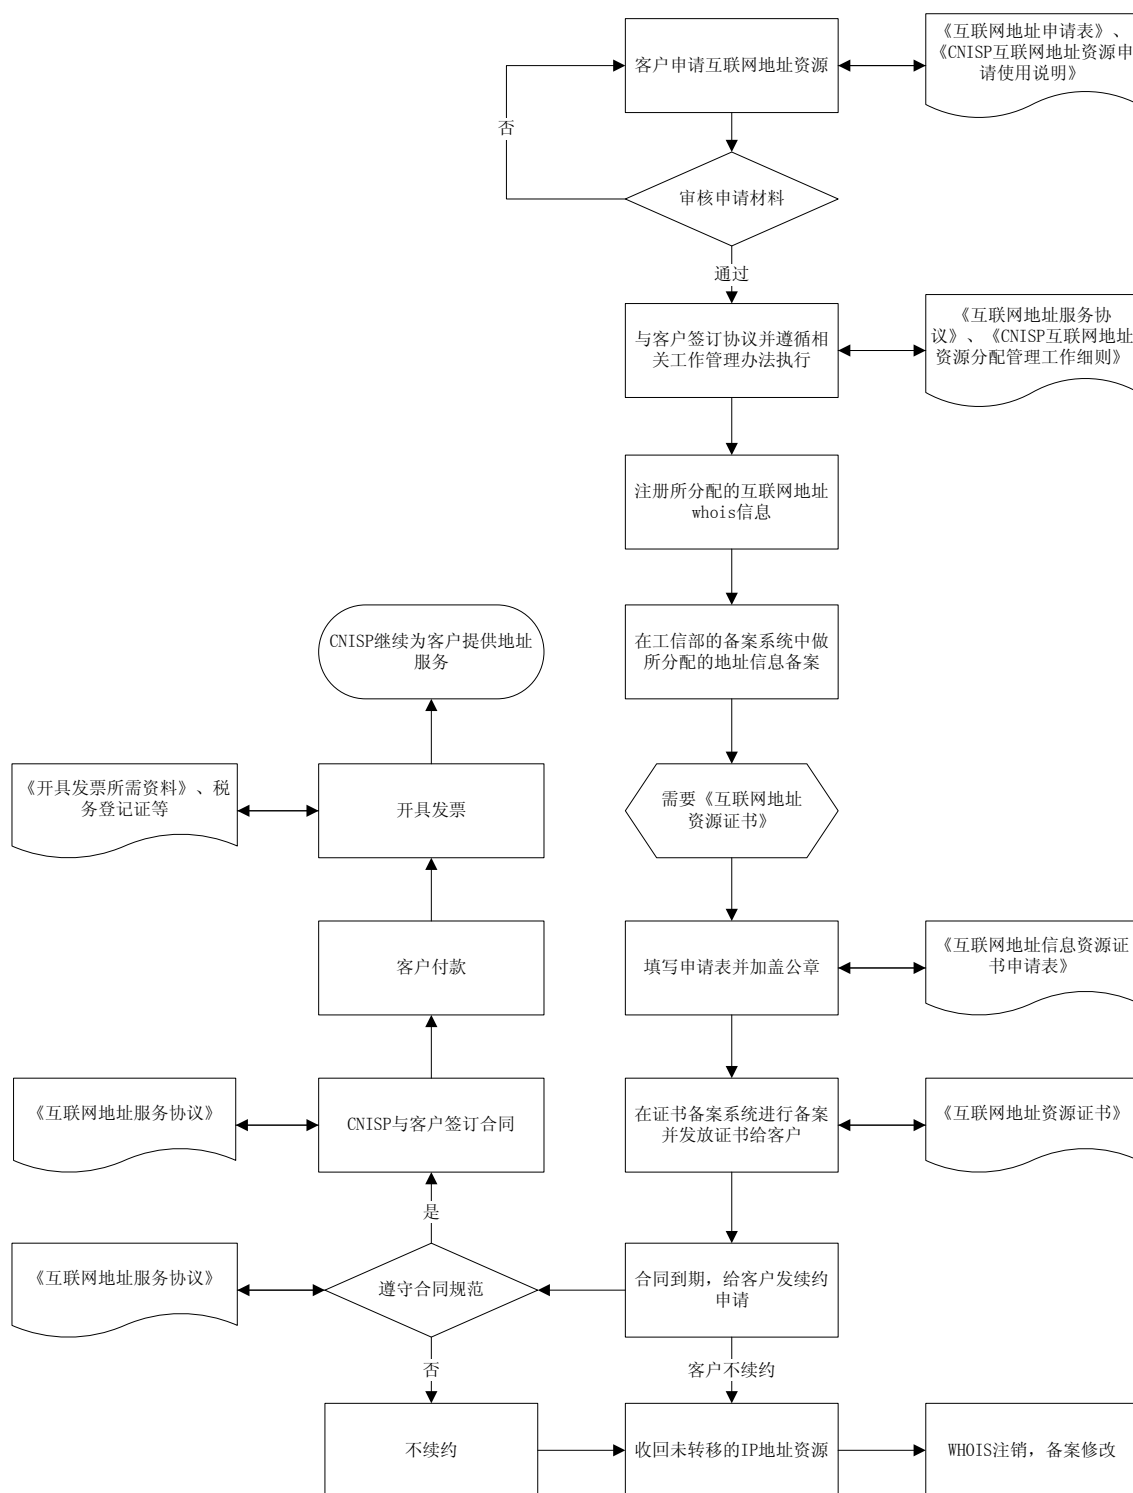 客户申请互联网地址资源
《互联网地址申请表》、
《CNISP互联网地址资源申
请使用说明》
否
审核申请材料
通过
与客户签订协议并遵循相
关工作管理办法执行
《互联网地址服务协
议》、《CNISP互联网地址
资源分配管理工作细则》
注册所分配的互联网地址
whois信息
在工信部的备案系统中做
所分配的地址信息备案
CNISP继续为客户提供地址
服务
需要《互联网地址
资源证书》
《开具发票所需资料》、税
务登记证等
开具发票
客户付款
填写申请表并加盖公章
《互联网地址信息资源证
书申请表》
《互联网地址服务协议》
CNISP与客户签订合同
在证书备案系统进行备案
并发放证书给客户
《互联网地址资源证书》
是
《互联网地址服务协议》
遵守合同规范
合同到期，给客户发续约
申请
否
客户不续约
不续约
收回未转移的IP地址资源
WHOIS注销，备案修改